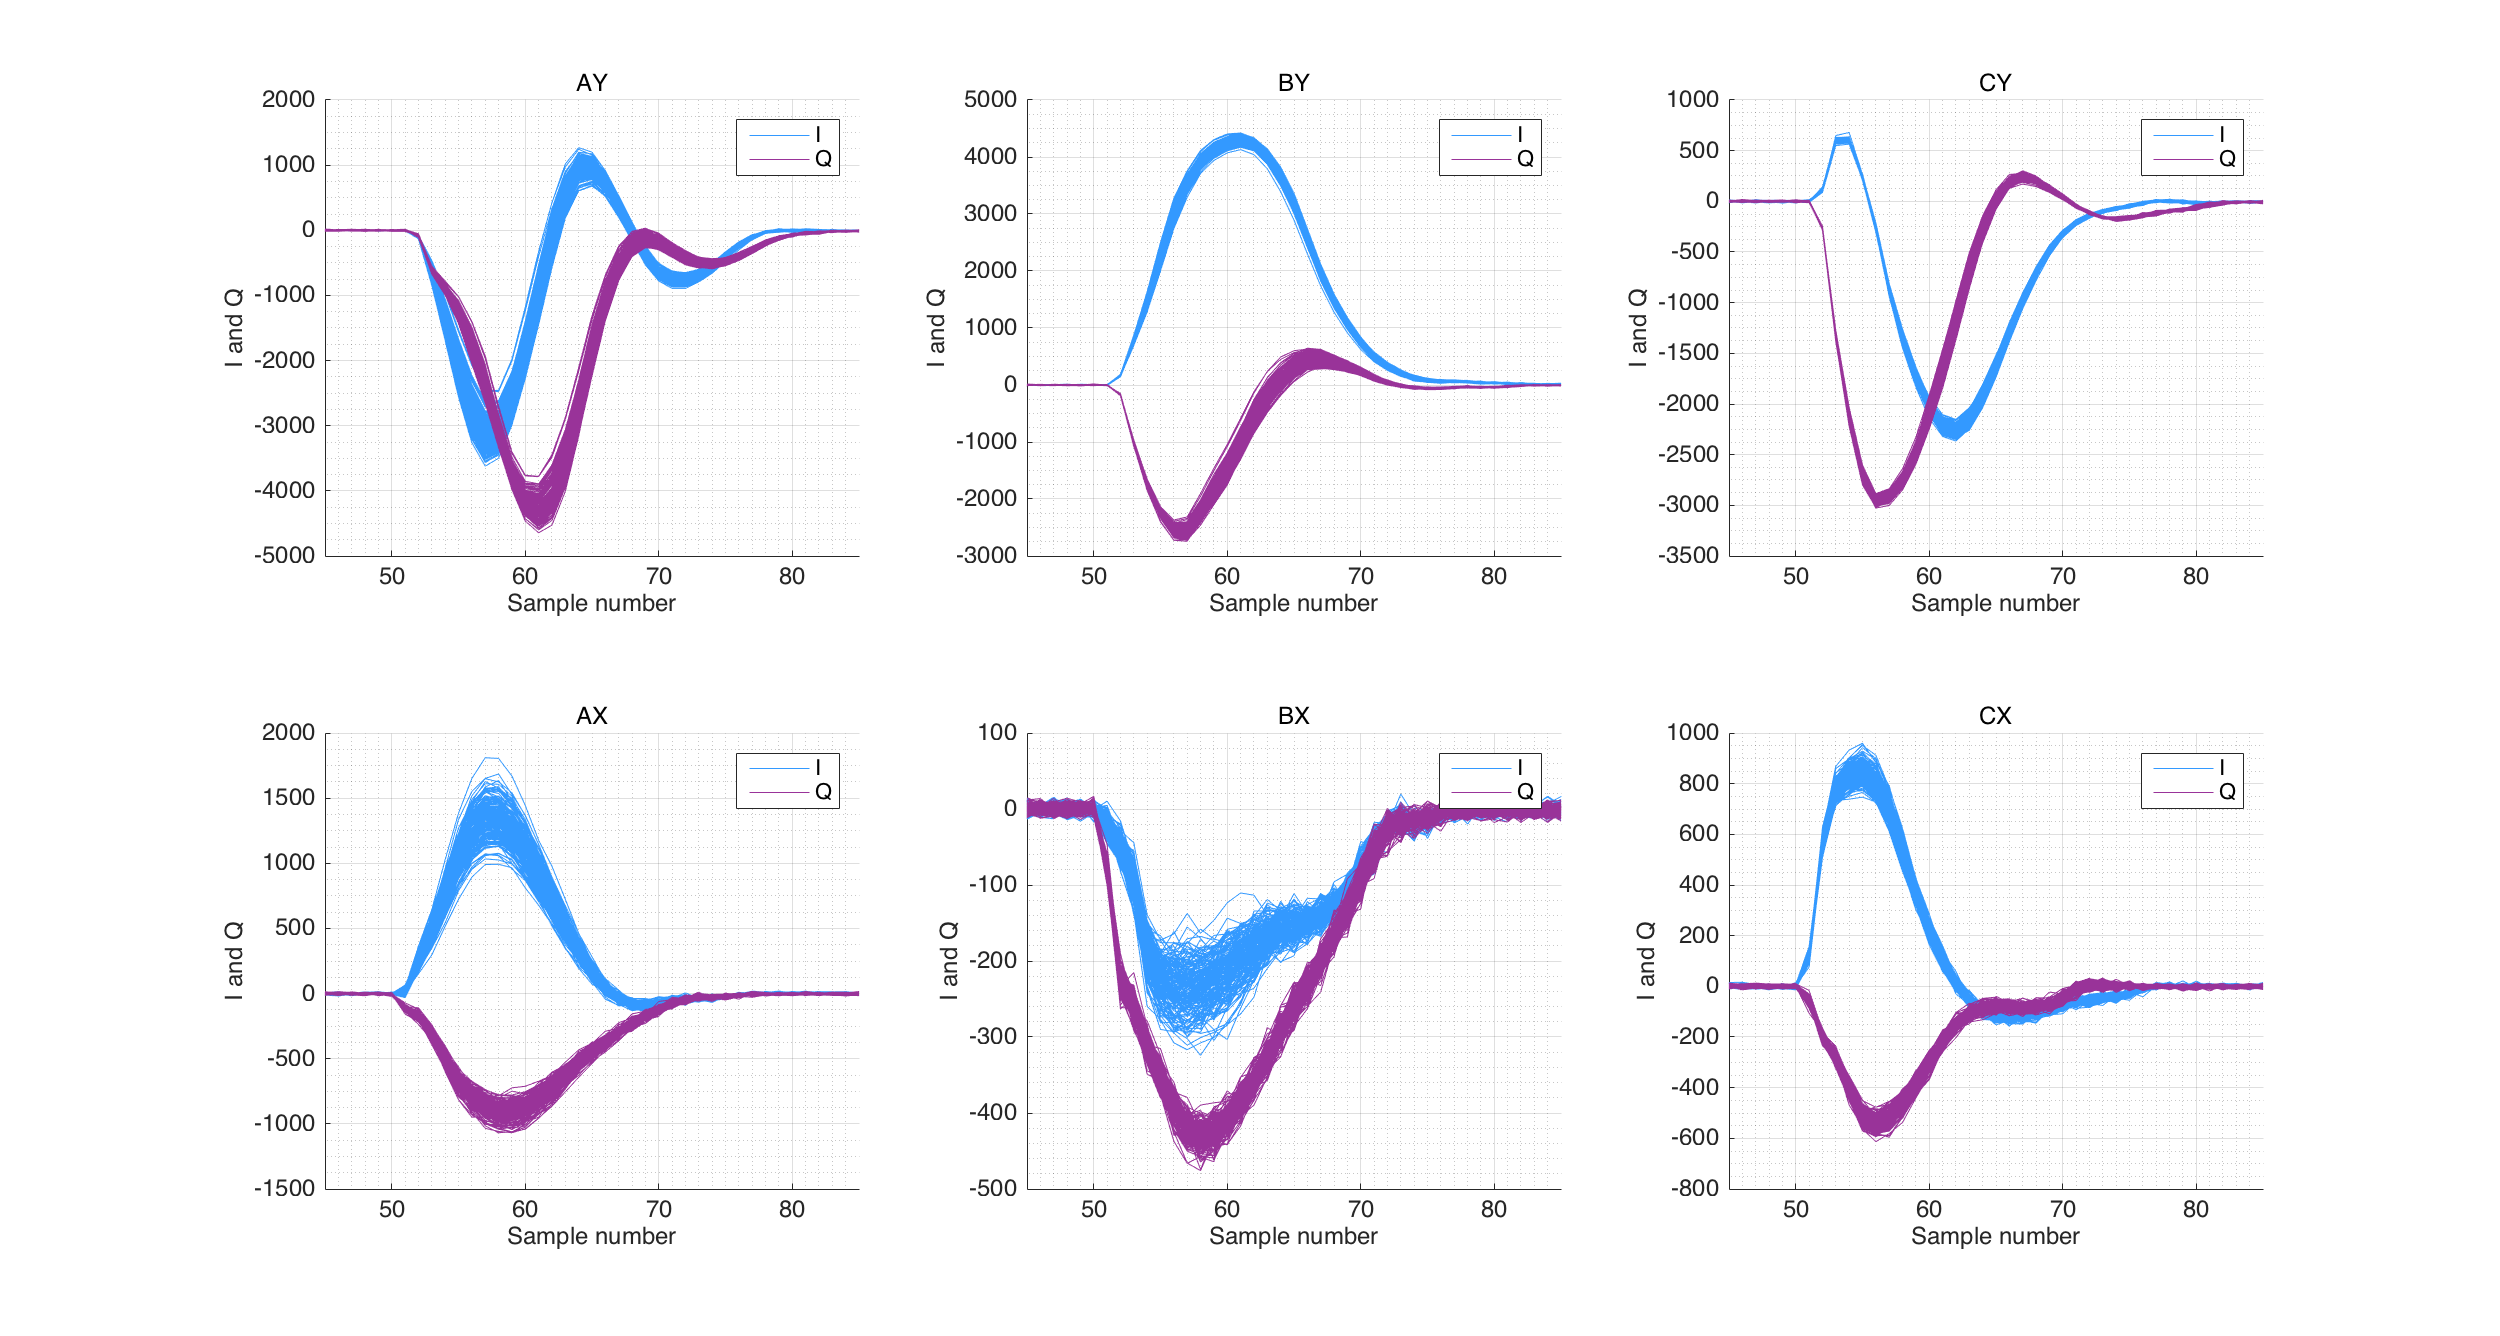 AY
2000
1000
0
-1000
-2000
-3000
-4000
-5000
I and Q
50 60 70 80
Sample number
I
Q
BY
5000
4000
3000
2000
1000
0
-1000
-2000
-3000
I and Q
50 60 70 80
Sample number
I
Q
CY
1000
500
0
-500
-1000
-1500
-2000
-2500
-3000
-3500
I and Q
50 60 70 80
Sample number
I
Q
AX
2000
1500
1000
500
0
-500
-1000
-1500
I and Q
50 60 70 80
Sample number
I
Q
BX
100
0
-100
-200
-300
-400
-500
I and Q
50 60 70 80
Sample number
I
Q
CX
1000
800
600
400
200
0
-200
-400
-600
-800
I and Q
50 60 70 80
Sample number
I
Q